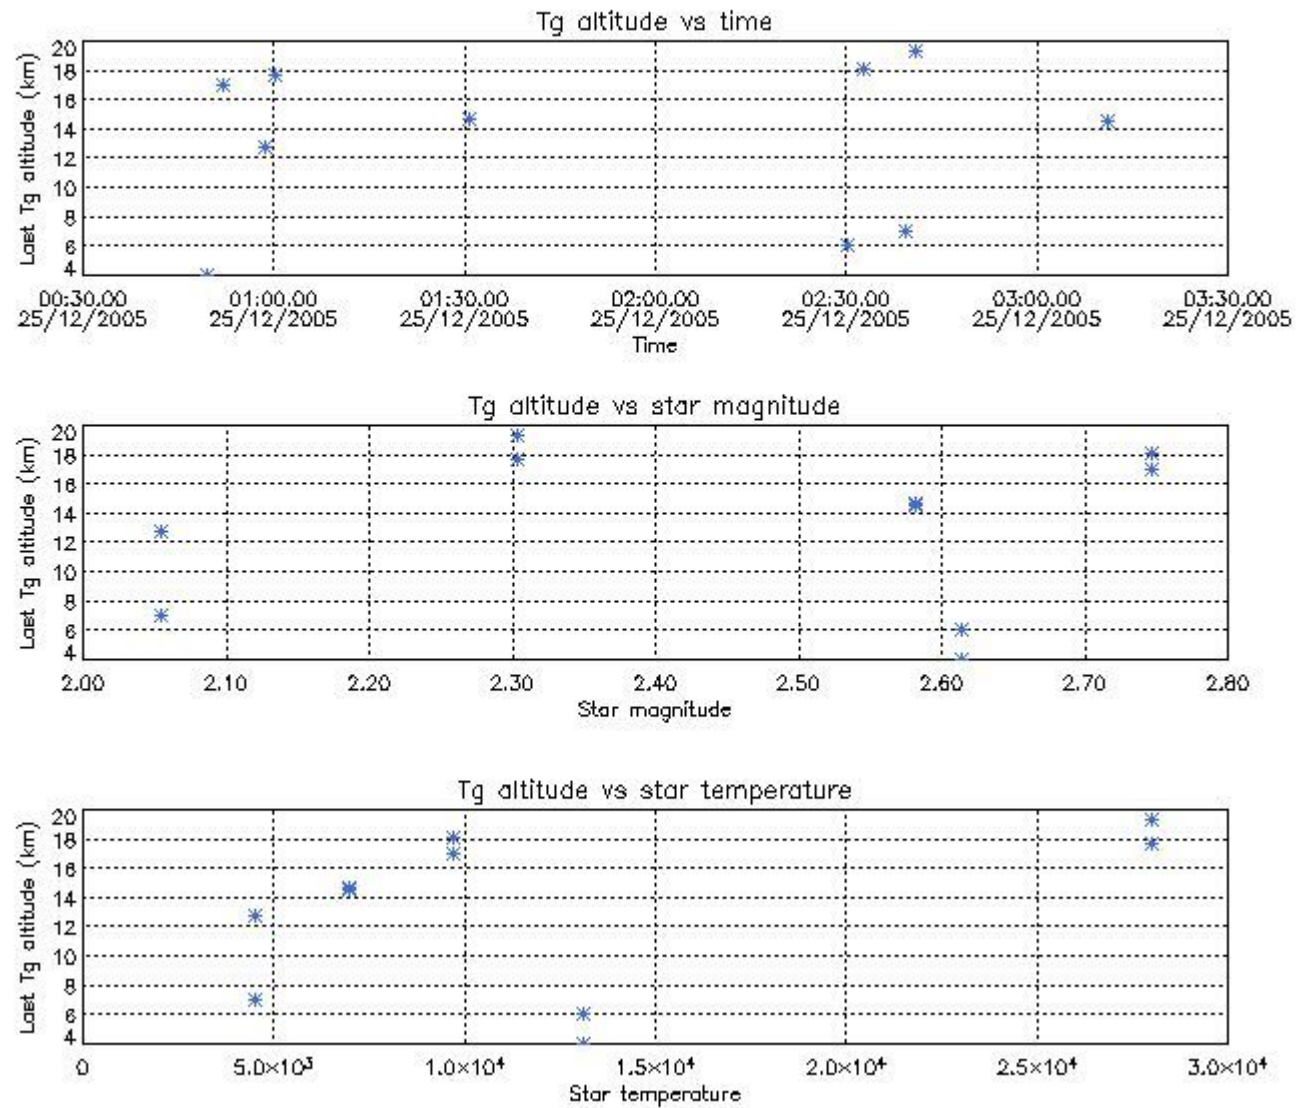 Tg altitude vs time
Last Tg altitude (km)
20
18
16
14
12
10
8
6
4
00:30.00 01:00.00 01:30.00 02:00.00 02:30.00 03:00.00 03:30.00
25/12/2005 25/12/2005 25/12/2005 25/12/2005 25/12/2005 25/12/2005 25/12/2005
Time
Tg altitude vs star magnitude
Last Tg altitude (km)
20
18
16
14
12
10
8
6
4
2.00 2.10 2.20 2.30 2.40 2.50 2.60 2.70 2.80
Star magnitude
Tg altitude vs star temperature
Last Tg altitude (km)
20
18
16
14
12
10
8
6
4
0 5.0×10³ 1.0×10⁴ 1.5×10⁴ 2.0×10⁴ 2.5×10⁴ 3.0×10⁴
Star temperature